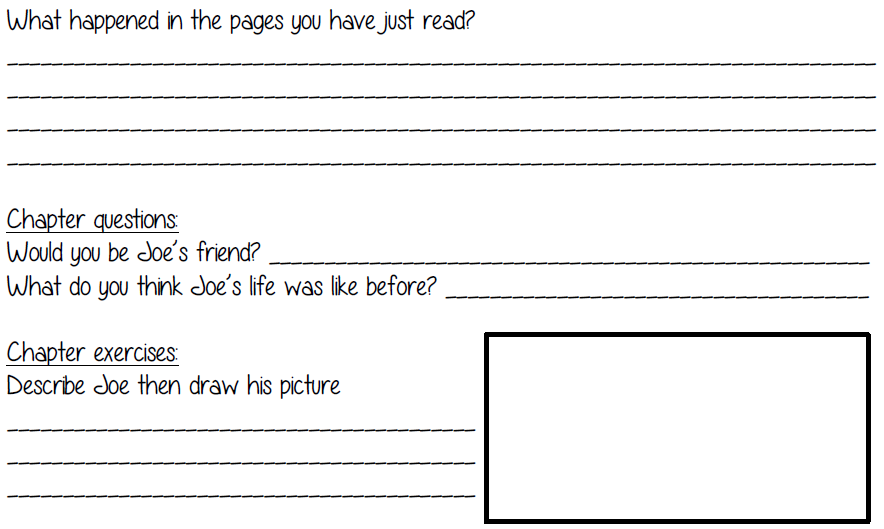 What happened in the pages you have just read?
Chapter questions:
Would you be Joe's friend?
What do you think Joe's life was like before?
Chapter exercises:
Describe Joe then draw his picture